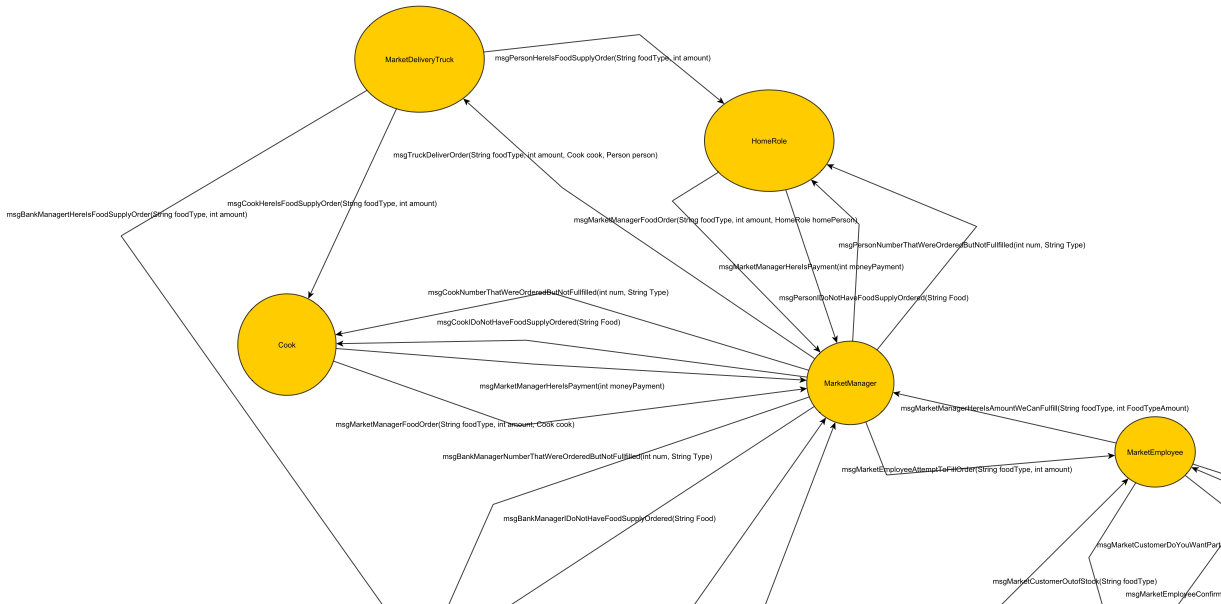 MarketDeliveryTruck
msgPersonHereIsFoodSupplyOrder(String foodType, int amount)
HomeRole
msgTruckDeliverOrder(String foodType, int amount, Cook cook, Person person)
msgCookHereIsFoodSupplyOrder(String foodType, int amount)
msgBankManagertHereIsFoodSupplyOrder(String foodType, int amount)
msgMarketManagerFoodOrder(String foodType, int amount, HomeRole homePerson)
msgPersonNumberThatWereOrderedButNotFullfilled(int num, String Type)
msgMarketManagerHereIsPayment(int moneyPayment)
msgCookNumberThatWereOrderedButNotFullfilled(int num, String Type)
msgPersonIDoNotHaveFoodSupplyOrdered(String Food)
msgCookIDoNotHaveFoodSupplyOrdered(String Food)
Cook
MarketManager
msgMarketManagerHereIsPayment(int moneyPayment)
msgMarketManagerHereIsAmountWeCanFulfill(String foodType, int FoodTypeAmount)
msgMarketManagerFoodOrder(String foodType, int amount, Cook cook)
MarketEmployee
msgBankManagerNumberThatWereOrderedButNotFullfilled(int num, String Type)
msgMarketEmployeeAttemptToFillOrder(String foodType, int amount)
msgBankManagerIDoNotHaveFoodSupplyOrdered(String Food)
msgMarketCustomerDoYouWantPart
msgMarketCustomerOutofStock(String foodType)
msgMarketEmployeeConfirm